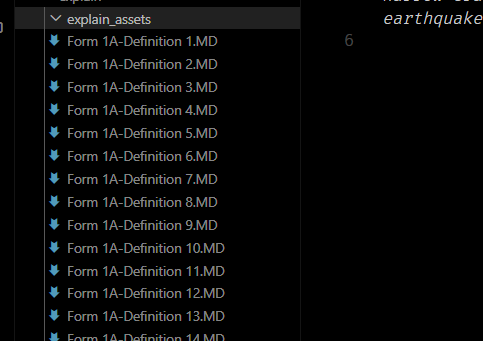 explain_assets
Form 1A-Definition 1.MD
Form 1A-Definition 2.MD
Form 1A-Definition 3.MD
Form 1A-Definition 4.MD
Form 1A-Definition 5.MD
Form 1A-Definition 6.MD
Form 1A-Definition 7.MD
Form 1A-Definition 8.MD
Form 1A-Definition 9.MD
Form 1A-Definition 10.MD
Form 1A-Definition 11.MD
Form 1A-Definition 12.MD
Form 1A-Definition 13.MD
Form 1A-Definition 14.MD
earthquake
6